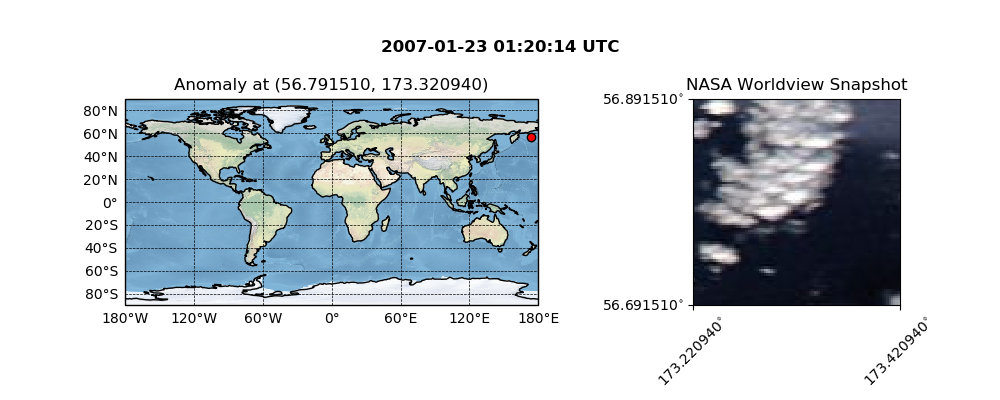 2007-01-23 01:20:14 UTC
Anomaly at (56.791510, 173.320940)
80°N
60°N
40°N
20°N
0°
20°S
40°S
60°S
80°S
180°W 120°W 60°W 0° 60°E 120°E 180°E
NASA Worldview Snapshot
56.891510°
56.691510°
173.220940°
173.420940°